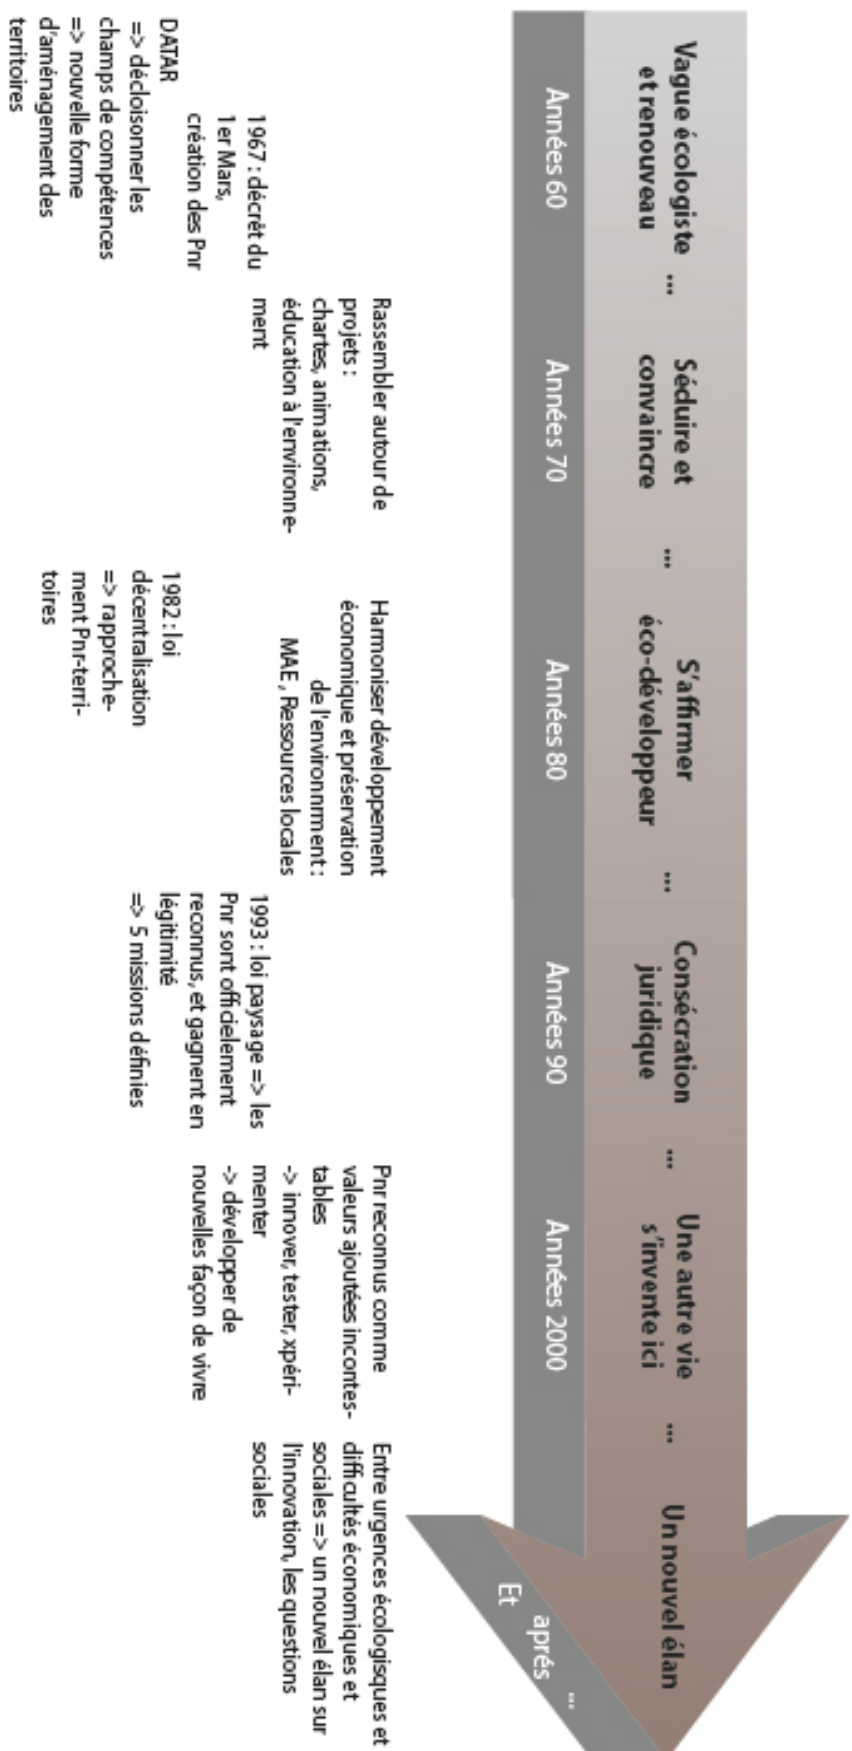 Vague écologiste
et renouveau
...
Séduire et
convaincre
...
S'affirmer
éco-développeur
...
Consécration
juridique
...
Une autre vie
s'invente ici
...
Un nouvel élan
Années 60
Années 70
Années 80
Années 90
Années 2000
Et
aprés
...
1967 : décrêt du
1er Mars,
création des Pnr
DATAR
=> décloisonner les
champs de compétences
=> nouvelle forme
d'aménagement des
territoires
Rassembler autour de
projets :
chartes, animations,
éducation à l'environne-
ment
Harmoniser développement
économique et préservation
de l'environnrment :
MAE , Ressources locales
1982 : loi
décentralisation
=> rapproche-
ment Pnr-terri-
toires
1993 : loi paysage => les
Pnr sont officielement
reconnus, et gagnent en
légitimité
=> 5 missions définies
Pnr reconnus comme
valeurs ajoutées incontes-
tables
-> innover, tester, xpéri-
menter
-> développer de
nouvelles façon de vivre
Entre urgences écologisques et
difficultés économiques et
sociales => un nouvel élan sur
l'innovation, les questions
sociales